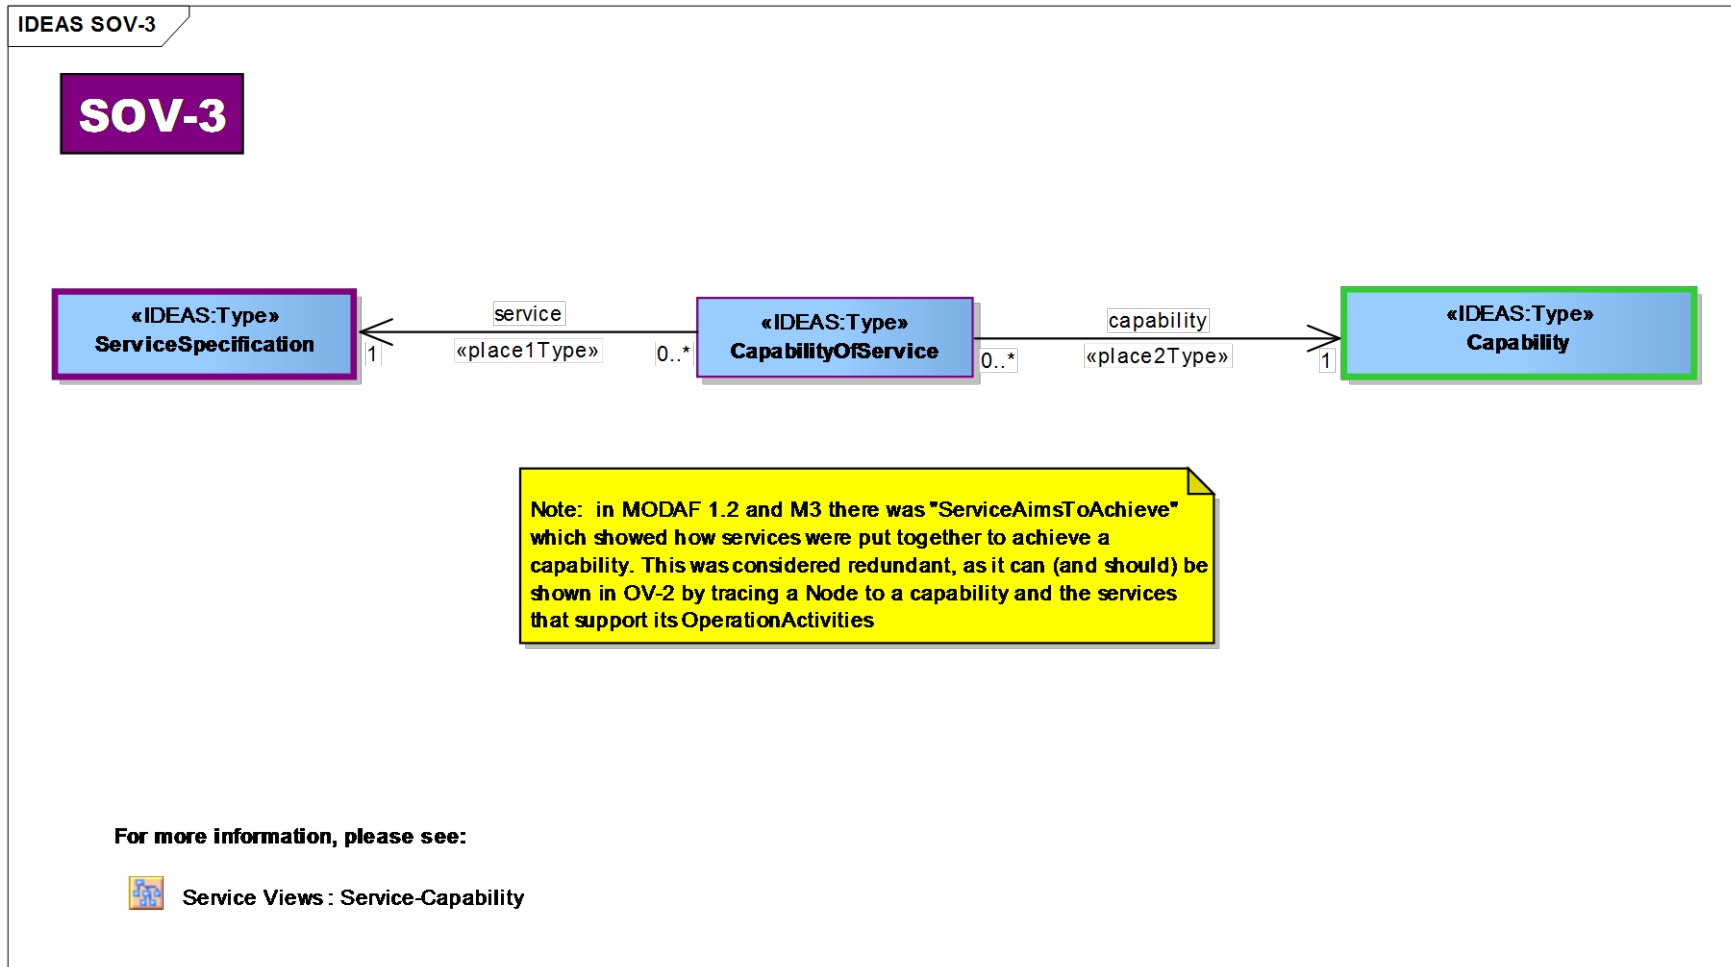 IDEAS SOV-3
SOV-3
«IDEAS:Type»
ServiceSpecification
service
«place1Type»
1
0..*
«IDEAS:Type»
CapabilityOfService
capability
«place2Type»
0..*
1
«IDEAS:Type»
Capability
Note:  in MODAF 1.2 and M3 there was "ServiceAimsToAchieve"
which showed how services were put together to achieve a
capability. This was considered redundant, as it can (and should) be
shown in OV-2 by tracing a Node to a capability and the services
that support its OperationActivities
For more information, please see:
Service Views : Service-Capability